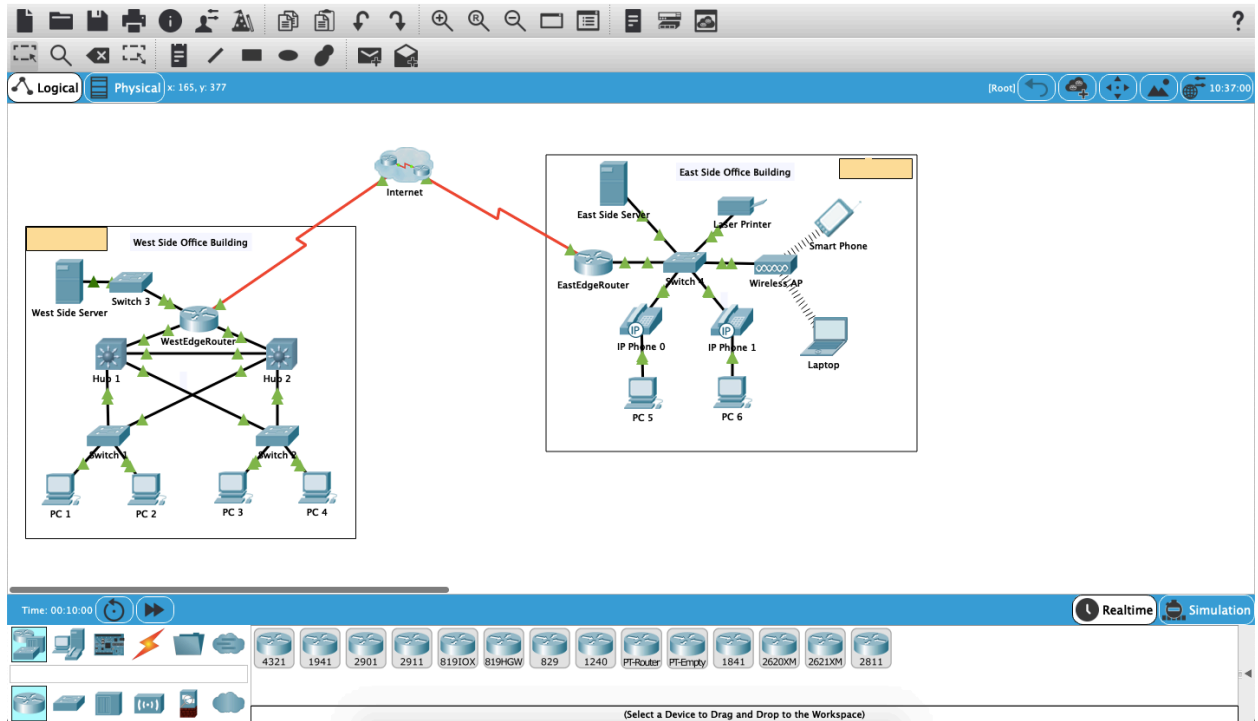 ?
Logical
Physical
x: 165, y: 377
[Root]
10:37:00
Internet
West Side Office Building
West Side Server
Switch 3
WestEdgeRouter
Hub 1
Hub 2
Switch 1
Switch 2
PC 1
PC 2
PC 3
PC 4
East Side Office Building
East Side Server
Laser Printer
Smart Phone
EastEdgeRouter
Switch 4
Wireless AP
IP
IP
IP Phone 0
IP Phone 1
Laptop
PC 5
PC 6
Time: 00:10:00
Realtime
Simulation
4321
1941
2901
2911
819IOX
819HGW
829
1240
PT-Router
PT-Empty
1841
2620XM
2621XM
2811
(Select a Device to Drag and Drop to the Workspace)